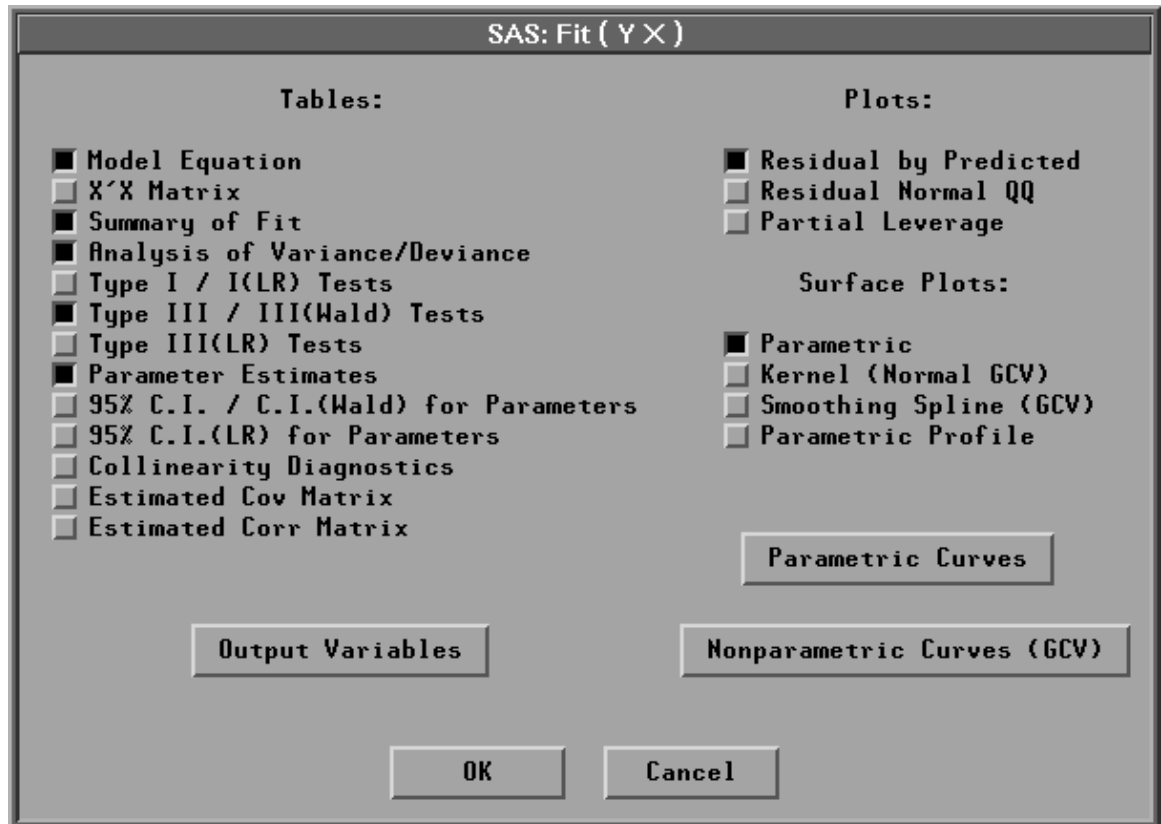 SAS: Fit ( Y X )
Tables:
Model Equation
X'X Matrix
Summary of Fit
Analysis of Variance/Deviance
Type I / I(LR) Tests
Type III / III(Wald) Tests
Type III(LR) Tests
Parameter Estimates
95% C.I. / C.I.(Wald) for Parameters
95% C.I.(LR) for Parameters
Collinearity Diagnostics
Estimated Cov Matrix
Estimated Corr Matrix
Output Variables
Plots:
Residual by Predicted
Residual Normal QQ
Partial Leverage
Surface Plots:
Parametric
Kernel (Normal GCV)
Smoothing Spline (GCV)
Parametric Profile
Parametric Curves
Nonparametric Curves (GCV)
OK
Cancel